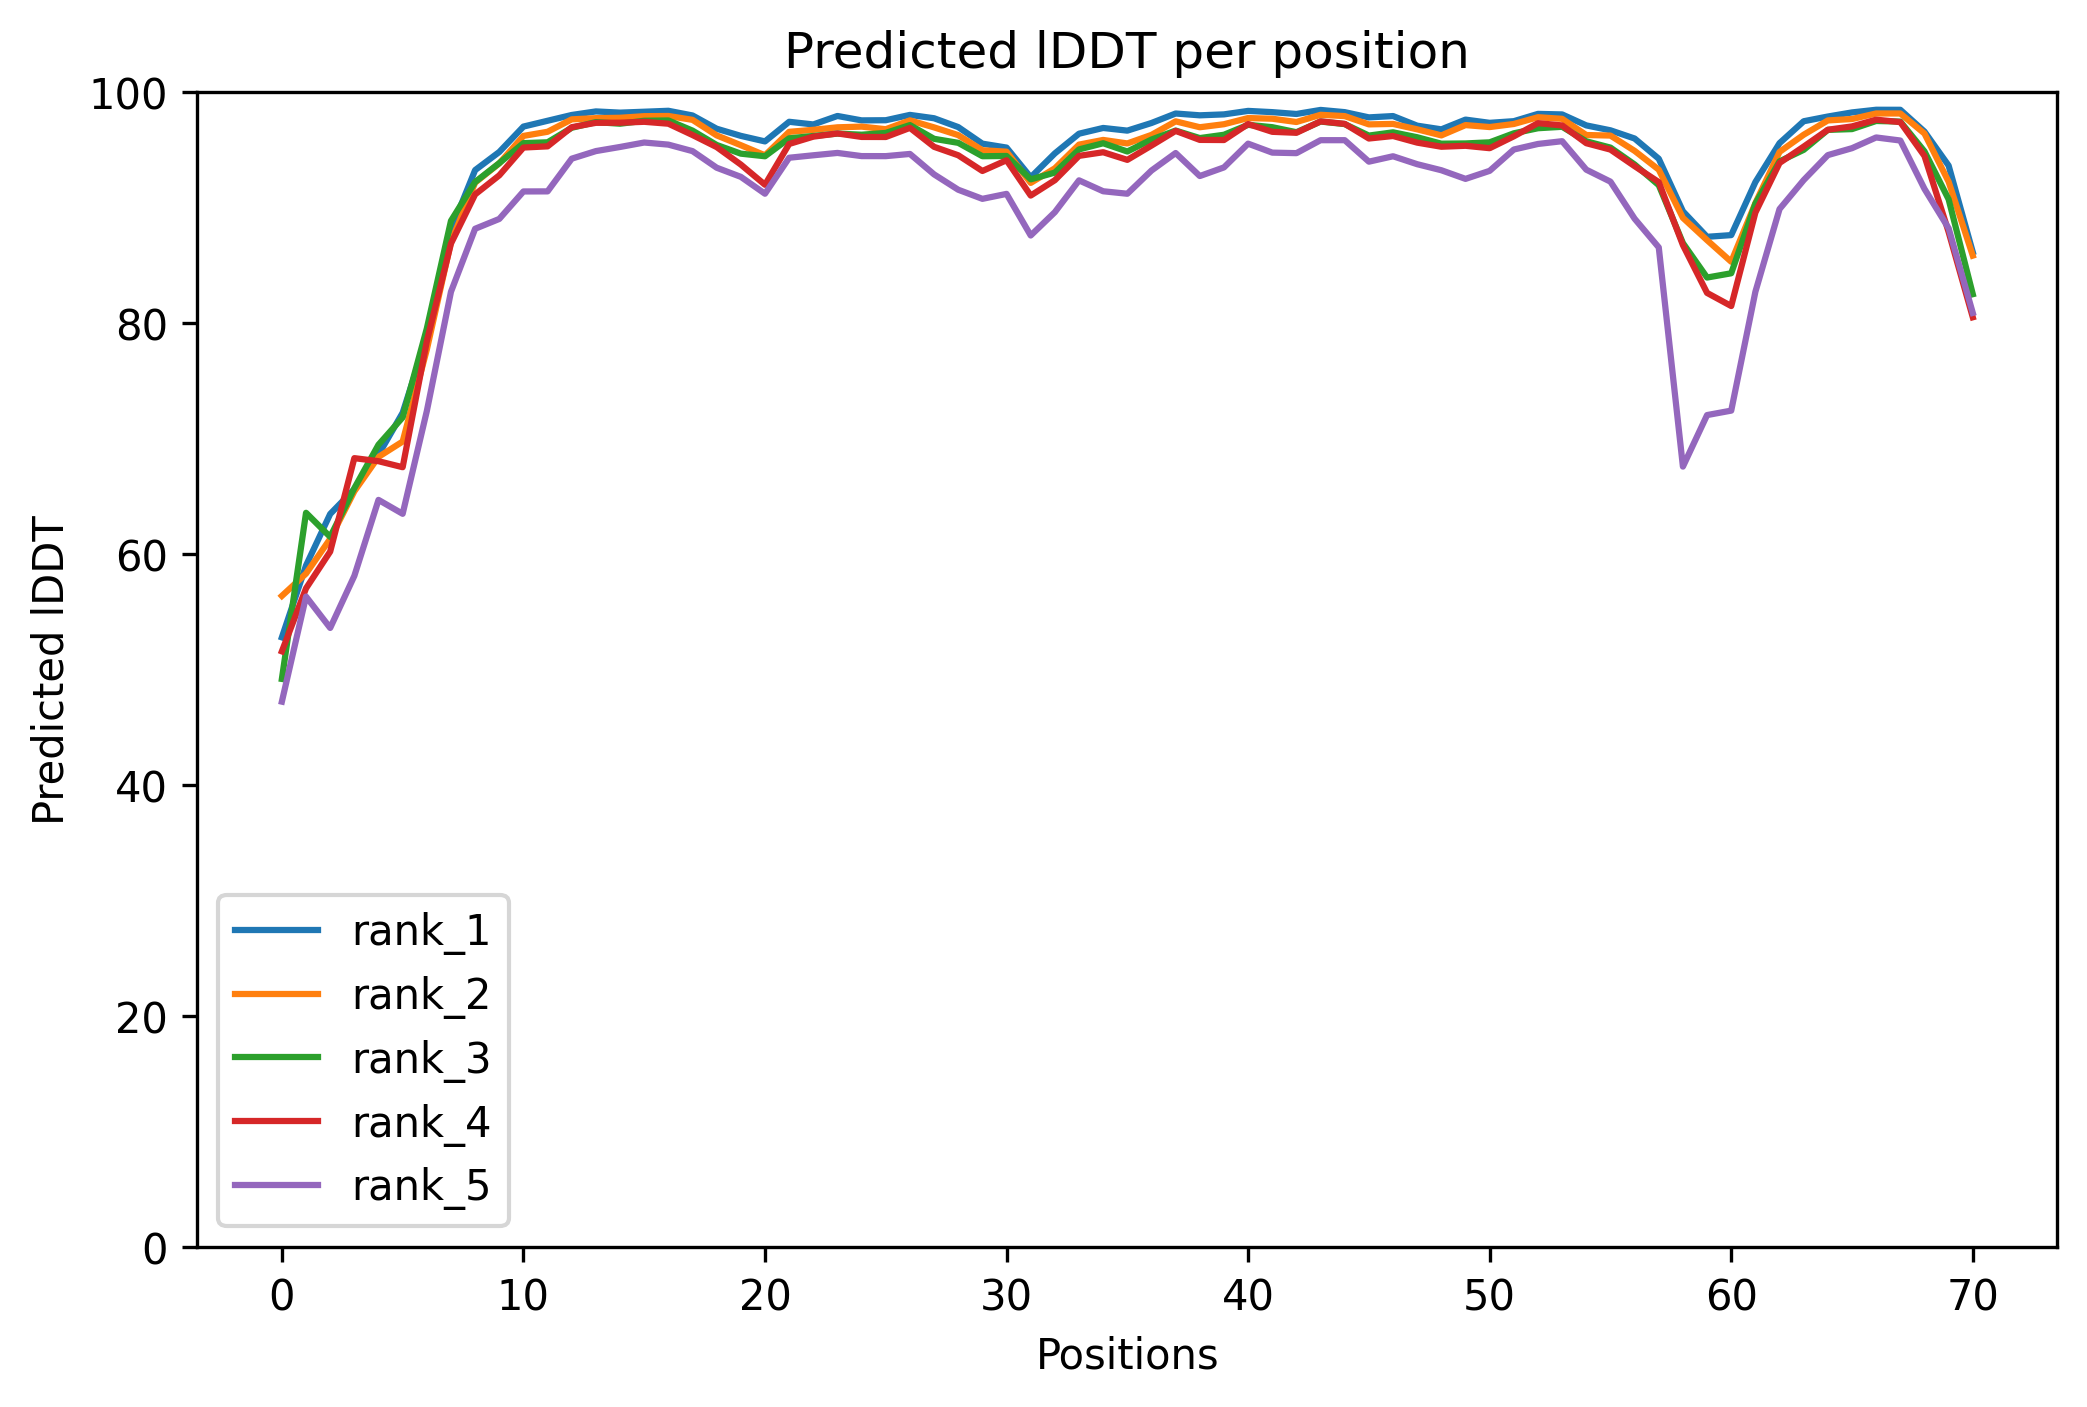 Predicted lDDT per position
100
80
60
40
20
0
Predicted lDDT
rank_1
rank_2
rank_3
rank_4
rank_5
0 10 20 30 40 50 60 70
Positions